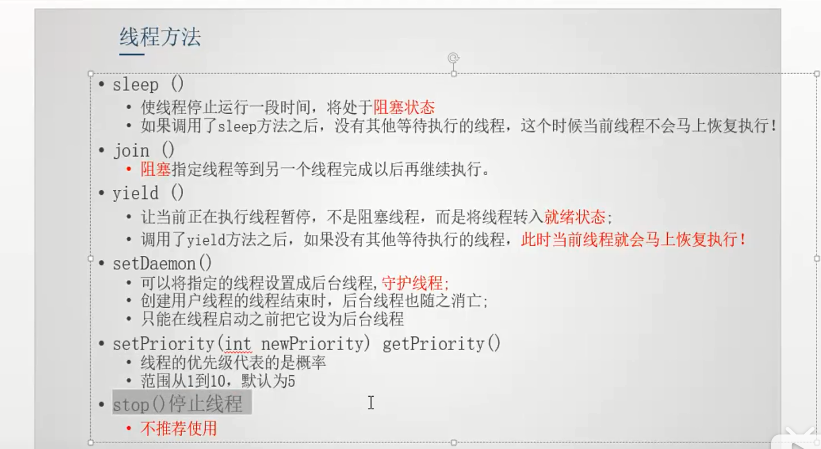 线程方法
• sleep ()
• 使线程停止运行一段时间，将处于阻塞状态
• 如果调用了sleep方法之后，没有其他等待执行的线程，这个时候当前线程不会马上恢复执行！
• join ()
• 阻塞指定线程等到另一个线程完成以后再继续执行。
• yield ()
• 让当前正在执行线程暂停，不是阻塞线程，而是将线程转入就绪状态;
• 调用了yield方法之后，如果没有其他等待执行的线程，此时当前线程就会马上恢复执行！
• setDaemon()
• 可以将指定的线程设置成后台线程,守护线程;
• 创建用户线程的线程结束时，后台线程也随之消亡;
• 只能在线程启动之前把它设为后台线程
• setPriority(int newPriority) getPriority()
• 线程的优先级代表的是概率
• 范围从1到10，默认为5
• stop()停止线程
• 不推荐使用